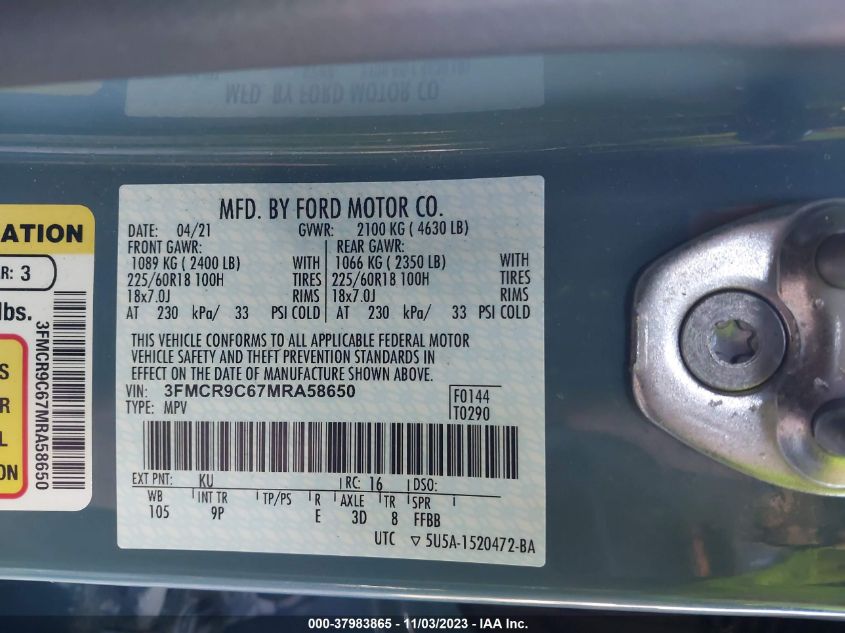 MFD. BY FORD MOTOR CO
ATION
R: 3
lbs.
S
R
L
ON
3FMCR9C67MRA58650
MFD. BY FORD MOTOR CO.
DATE: 04/21 GVWR: 2100 KG ( 4630 LB)
FRONT GAWR: REAR GAWR:
1089 KG ( 2400 LB) WITH 1066 KG ( 2350 LB) WITH
225/60R18 100H TIRES 225/60R18 100H TIRES
18x7.0J RIMS 18x7.0J RIMS
AT 230 kPa/ 33 PSI COLD AT 230 kPa/ 33 PSI COLD
THIS VEHICLE CONFORMS TO ALL APPLICABLE FEDERAL MOTOR
VEHICLE SAFETY AND THEFT PREVENTION STANDARDS IN
EFFECT ON THE DATE OF MANUFACTURE SHOWN ABOVE.
VIN: 3FMCR9C67MRA58650 F0144
TYPE: MPV T0290
EXT PNT: KU RC: 16 DSO:
WB INT TR TP/PS R AXLE TR SPR
105 9P E 3D 8 FFBB
UTC ▽ 5U5A-1520472-BA
000-37983865 - 11/03/2023 - IAA Inc.